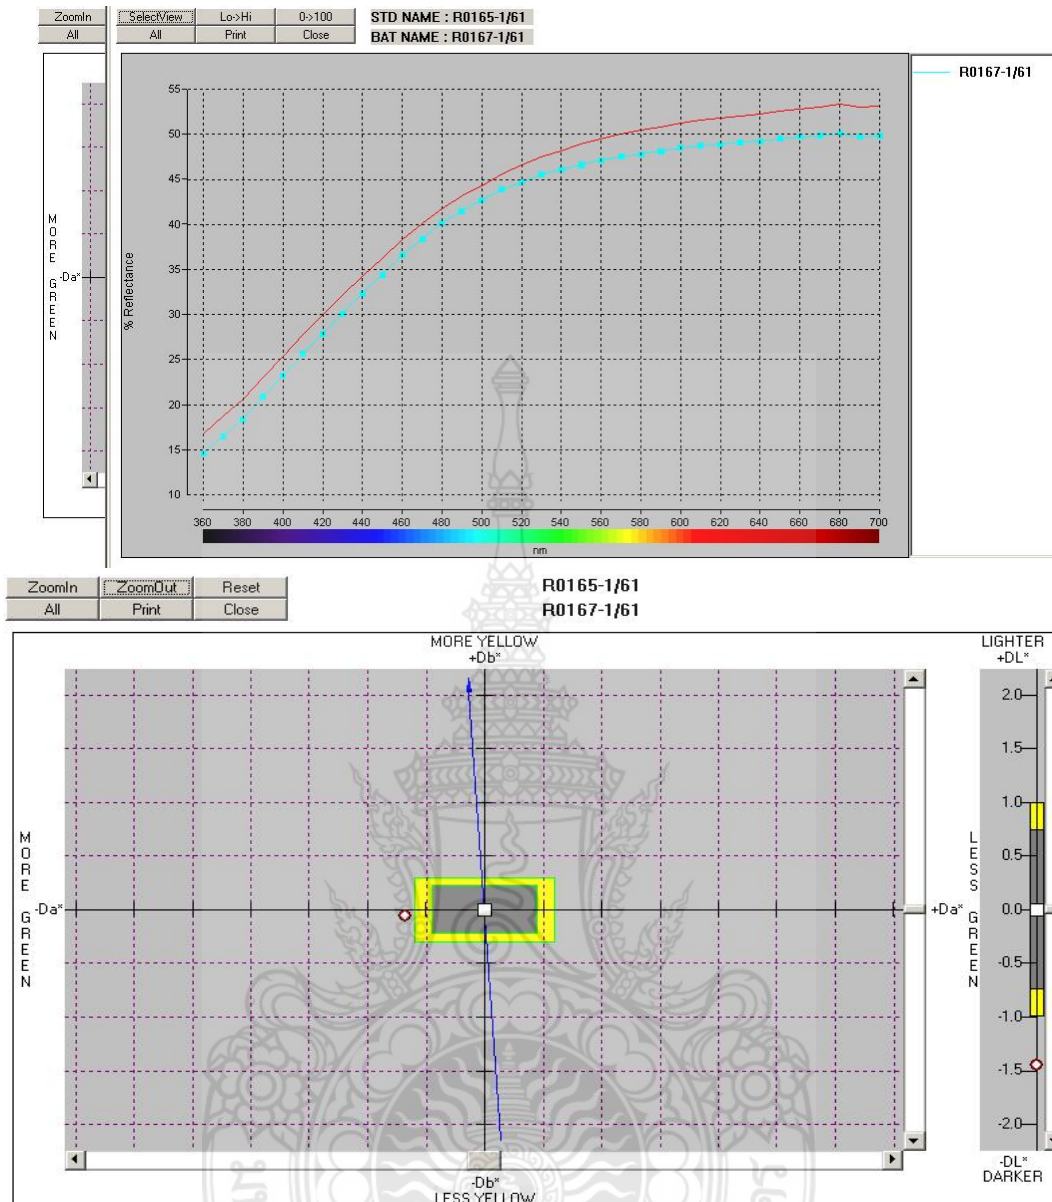 ZoomIn
All
SelectView Lo->Hi 0->100
All Print Close
STD NAME : R0165-1/61
BAT NAME : R0167-1/61
MORE GREEN
-Da*
% Reflectance
55
50
45
40
35
30
25
20
15
10
360 380 400 420 440 460 480 500 520 540 560 580 600 620 640 660 680 700
nm
R0167-1/61
ZoomIn ZoomOut Reset
All Print Close
R0165-1/61
R0167-1/61
MORE YELLOW
+Db*
MORE GREEN
-Da*
+Da*
LESS GREEN
-Db*
LESS YELLOW
LIGHTER
+DL*
2.0
1.5
1.0
0.5
0.0
-0.5
-1.0
-1.5
-2.0
-DL*
DARKER